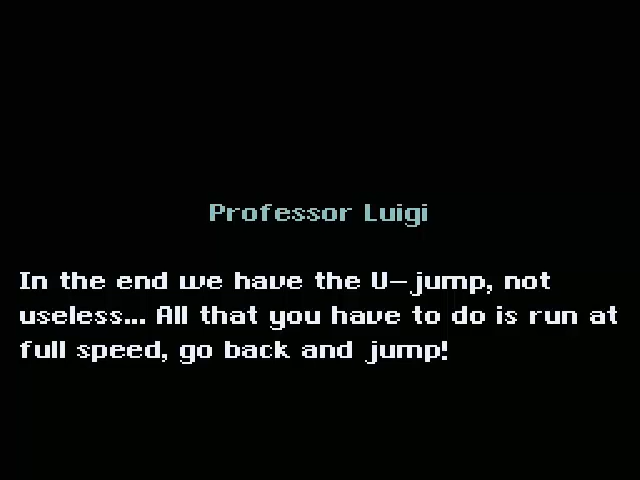 Professor Luigi
In the end we have the U-jump, not
useless... All that you have to do is run at
full speed, go back and jump!